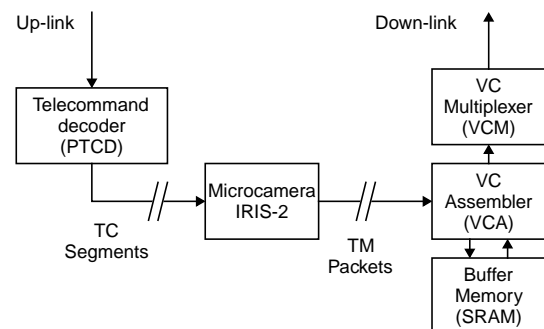 Up-link
Down-link
Telecommand
decoder
(PTCD)
VC
Multiplexer
(VCM)
Microcamera
IRIS-2
VC
Assembler
(VCA)
TC
Segments
TM
Packets
Buffer
Memory
(SRAM)